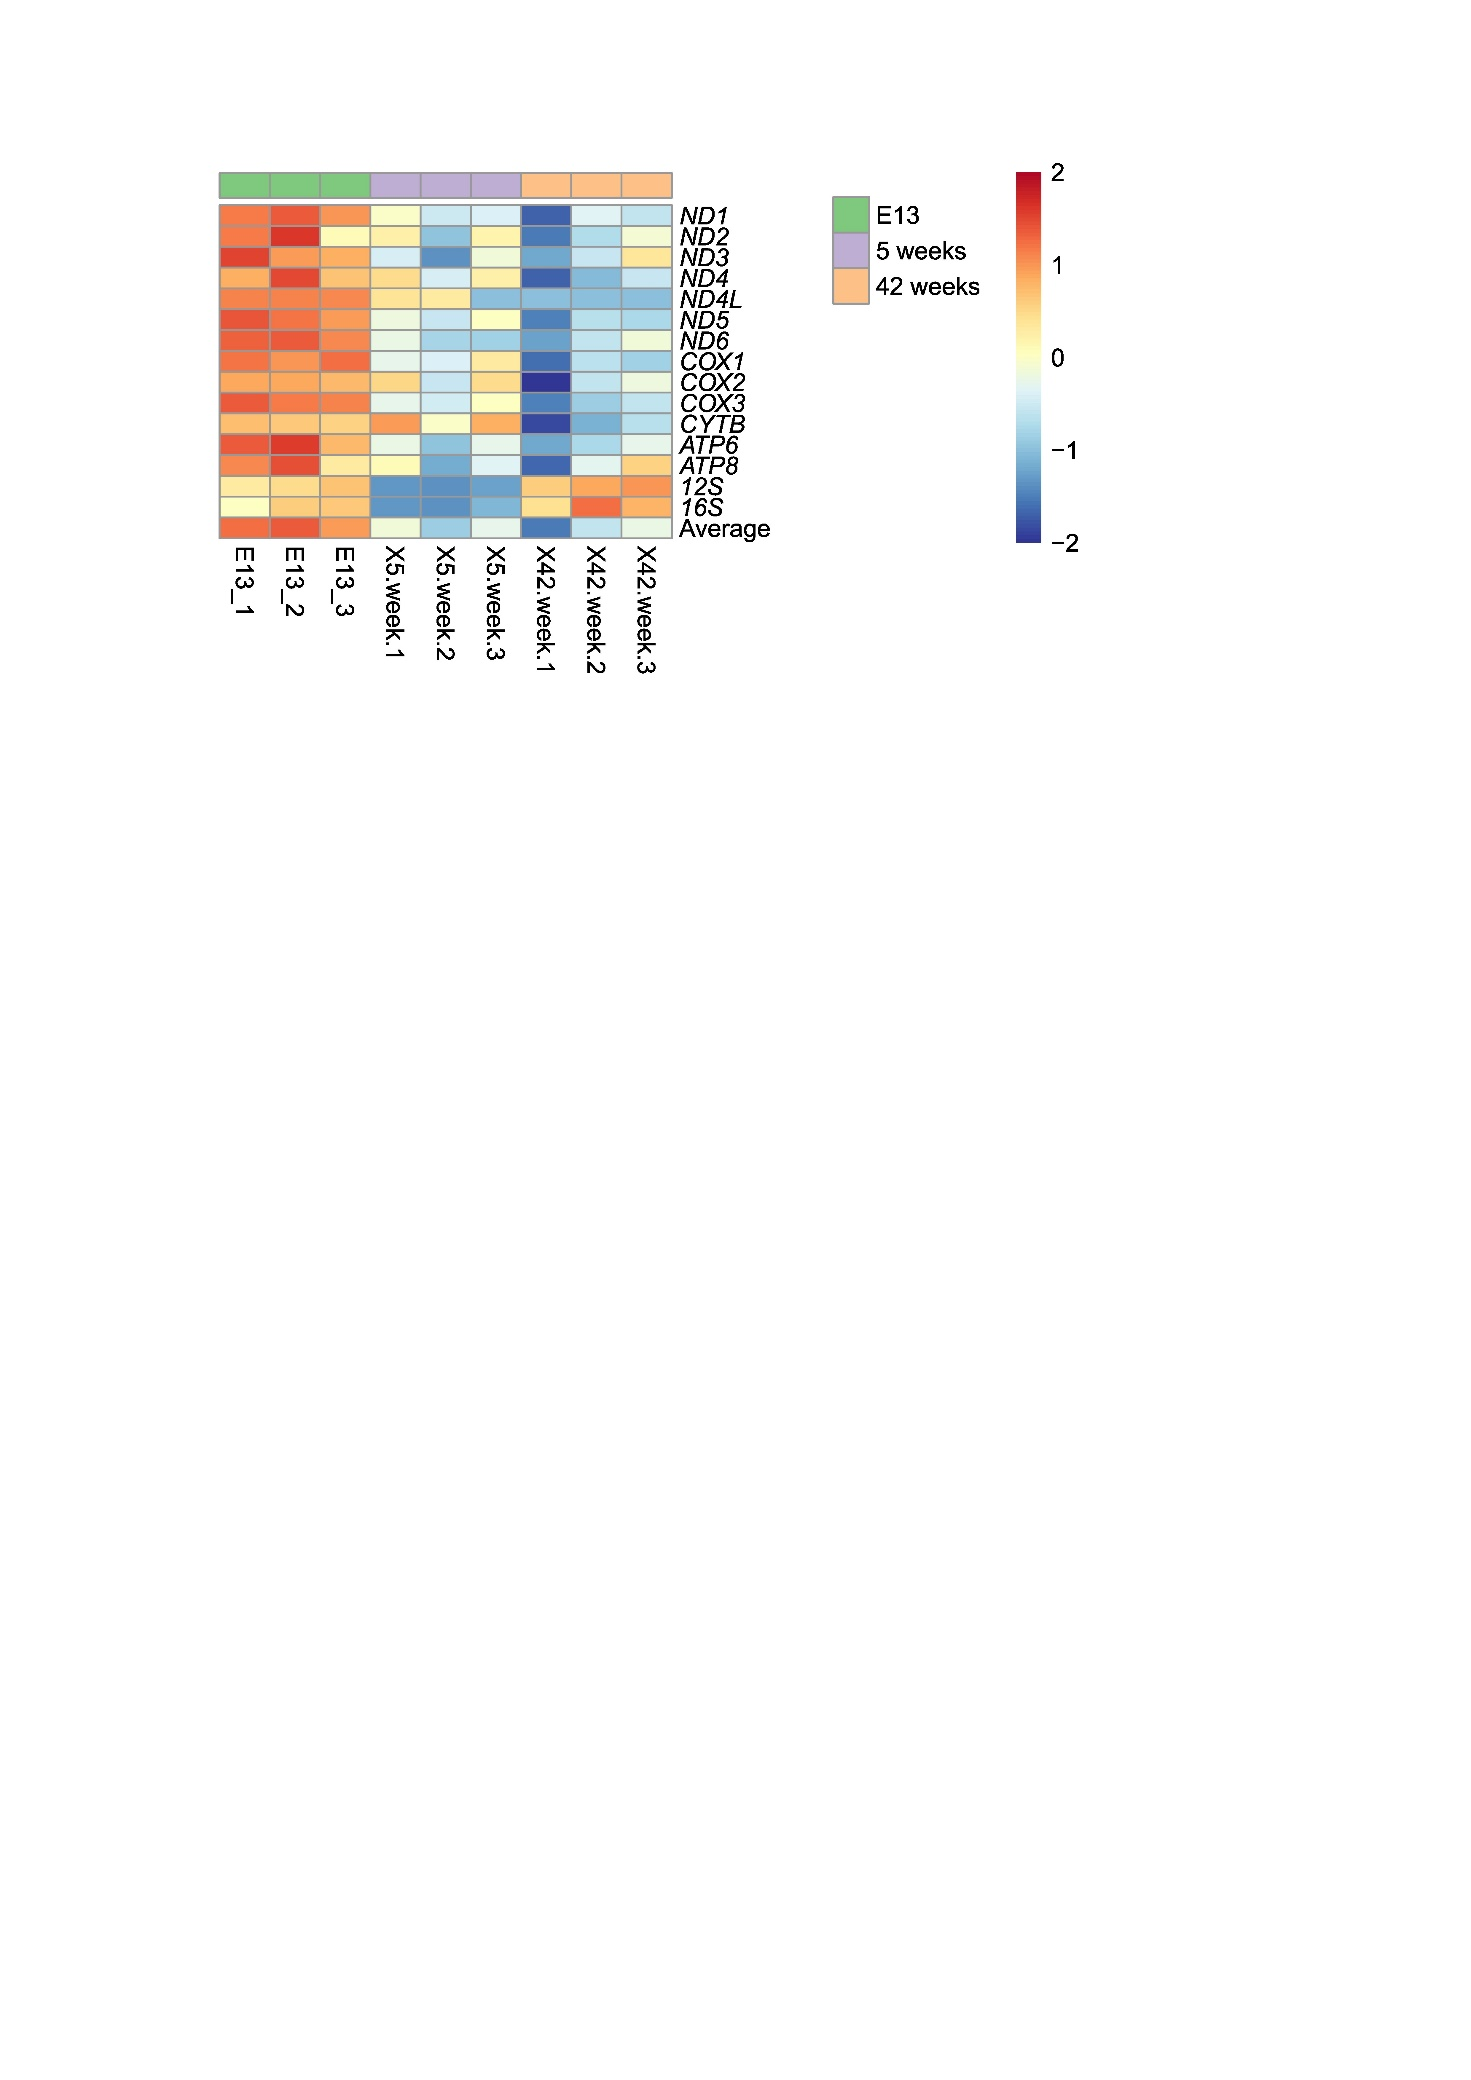 ND1
ND2
ND3
ND4
ND4L
ND5
ND6
COX1
COX2
COX3
CYTB
ATP6
ATP8
12S
16S
Average
E13_1
E13_2
E13_3
X5.week.1
X5.week.2
X5.week.3
X42.week.1
X42.week.2
X42.week.3
E13
5 weeks
42 weeks
2
1
0
−1
−2